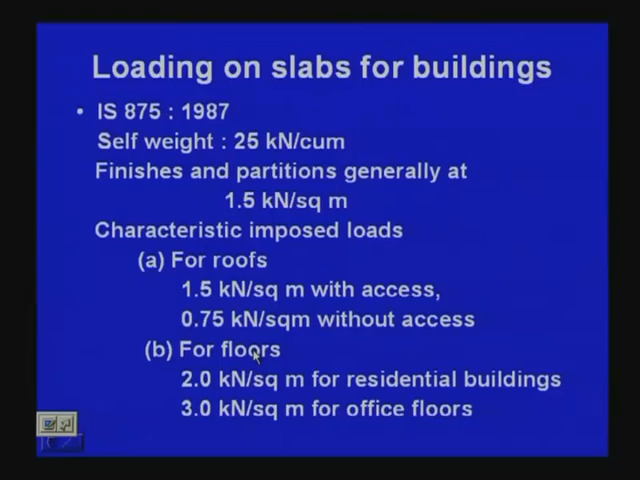 Loading on slabs for buildings
• IS 875 : 1987
Self weight : 25 kN/cum
Finishes and partitions generally at
1.5 kN/sq m
Characteristic imposed loads
(a) For roofs
1.5 kN/sq m with access,
0.75 kN/sqm without access
(b) For floors
2.0 kN/sq m for residential buildings
3.0 kN/sq m for office floors